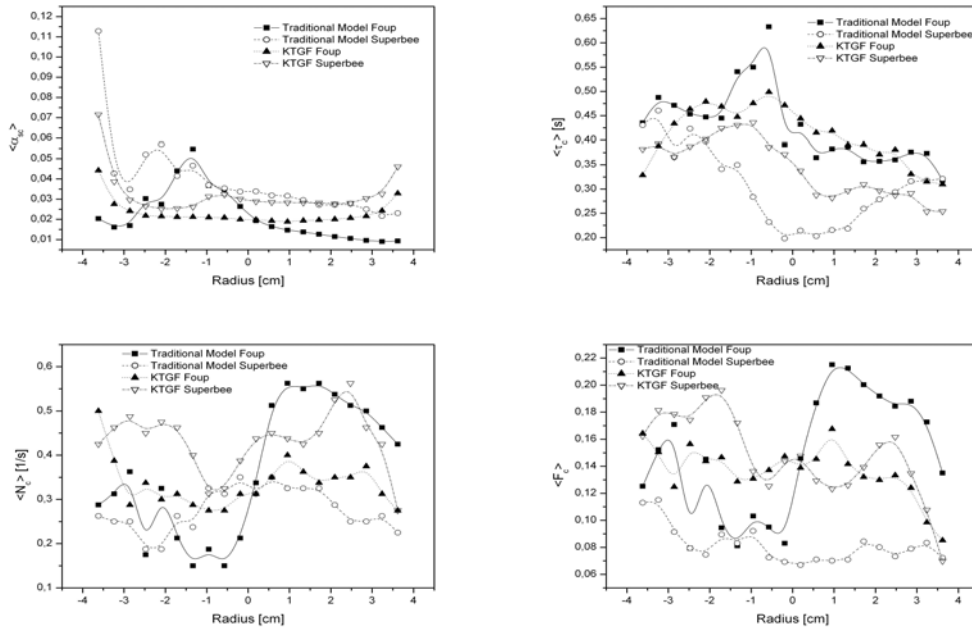 Traditional Model Foup
Traditional Model Superbee
KTGF Foup
KTGF Superbee
0,12
0,11
0,10
0,09
0,08
0,07
0,06
0,05
0,04
0,03
0,02
0,01
<α_sc>
-4 -3 -2 -1 0 1 2 3 4
Radius [cm]
Traditional Model Foup
Traditional Model Superbee
KTGF Foup
KTGF Superbee
0,65
0,60
0,55
0,50
0,45
0,40
0,35
0,30
0,25
0,20
<τ_c> [s]
-4 -3 -2 -1 0 1 2 3 4
Radius [cm]
Traditional Model Foup
Traditional Model Superbee
KTGF Foup
KTGF Superbee
0,6
0,5
0,4
0,3
0,2
0,1
<N_c> [1/s]
-4 -3 -2 -1 0 1 2 3 4
Radius [cm]
Traditional Model Foup
Traditional Model Superbee
KTGF Foup
KTGF Superbee
0,22
0,20
0,18
0,16
0,14
0,12
0,10
0,08
0,06
<F_c>
-4 -3 -2 -1 0 1 2 3 4
Radius [cm]